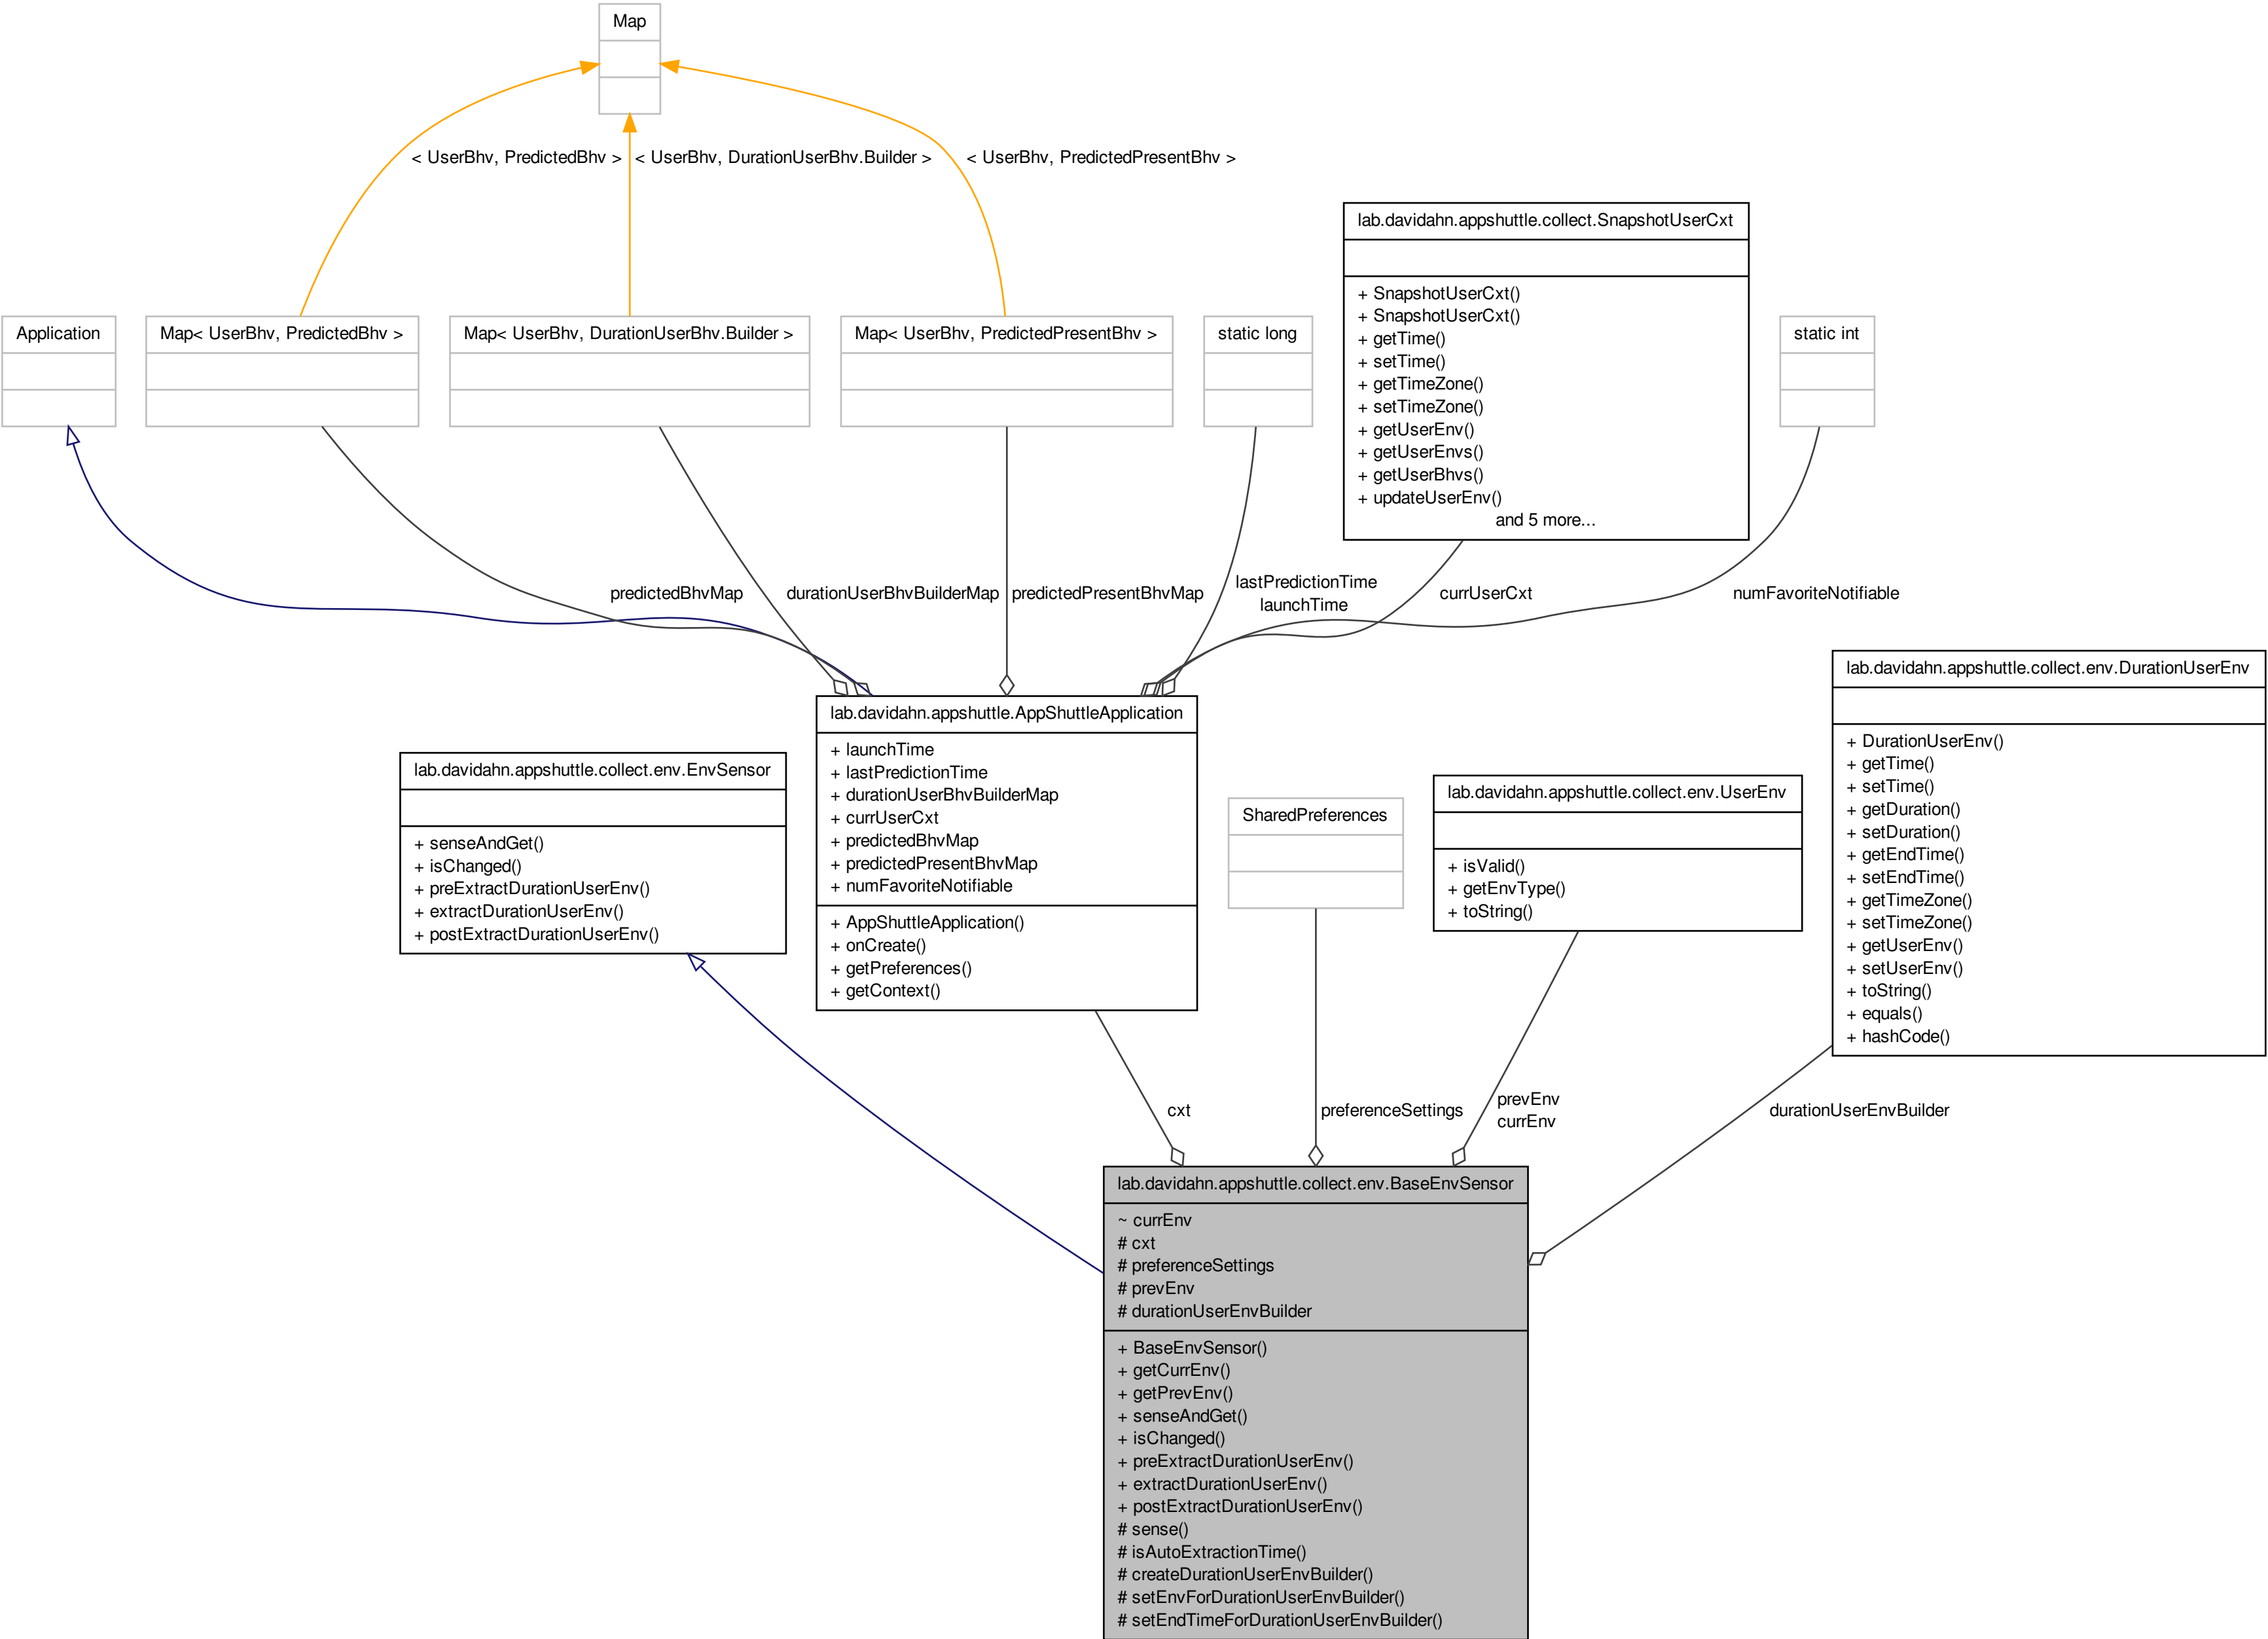 Map
< UserBhv, PredictedBhv >
< UserBhv, DurationUserBhv.Builder >
< UserBhv, PredictedPresentBhv >
lab.davidahn.appshuttle.collect.SnapshotUserCxt
+ SnapshotUserCxt()
+ SnapshotUserCxt()
+ getTime()
+ setTime()
+ getTimeZone()
+ setTimeZone()
+ getUserEnv()
+ getUserEnvs()
+ getUserBhvs()
+ updateUserEnv()
and 5 more...
Application
Map< UserBhv, PredictedBhv >
Map< UserBhv, DurationUserBhv.Builder >
Map< UserBhv, PredictedPresentBhv >
static long
static int
predictedBhvMap
durationUserBhvBuilderMap
predictedPresentBhvMap
lastPredictionTime
launchTime
currUserCxt
numFavoriteNotifiable
lab.davidahn.appshuttle.collect.env.EnvSensor
+ senseAndGet()
+ isChanged()
+ preExtractDurationUserEnv()
+ extractDurationUserEnv()
+ postExtractDurationUserEnv()
lab.davidahn.appshuttle.AppShuttleApplication
+ launchTime
+ lastPredictionTime
+ durationUserBhvBuilderMap
+ currUserCxt
+ predictedBhvMap
+ predictedPresentBhvMap
+ numFavoriteNotifiable
+ AppShuttleApplication()
+ onCreate()
+ getPreferences()
+ getContext()
SharedPreferences
lab.davidahn.appshuttle.collect.env.UserEnv
+ isValid()
+ getEnvType()
+ toString()
lab.davidahn.appshuttle.collect.env.DurationUserEnv
+ DurationUserEnv()
+ getTime()
+ setTime()
+ getDuration()
+ setDuration()
+ getEndTime()
+ setEndTime()
+ getTimeZone()
+ setTimeZone()
+ getUserEnv()
+ setUserEnv()
+ toString()
+ equals()
+ hashCode()
cxt
preferenceSettings
prevEnv
currEnv
durationUserEnvBuilder
lab.davidahn.appshuttle.collect.env.BaseEnvSensor
~ currEnv
# cxt
# preferenceSettings
# prevEnv
# durationUserEnvBuilder
+ BaseEnvSensor()
+ getCurrEnv()
+ getPrevEnv()
+ senseAndGet()
+ isChanged()
+ preExtractDurationUserEnv()
+ extractDurationUserEnv()
+ postExtractDurationUserEnv()
# sense()
# isAutoExtractionTime()
# createDurationUserEnvBuilder()
# setEnvForDurationUserEnvBuilder()
# setEndTimeForDurationUserEnvBuilder()